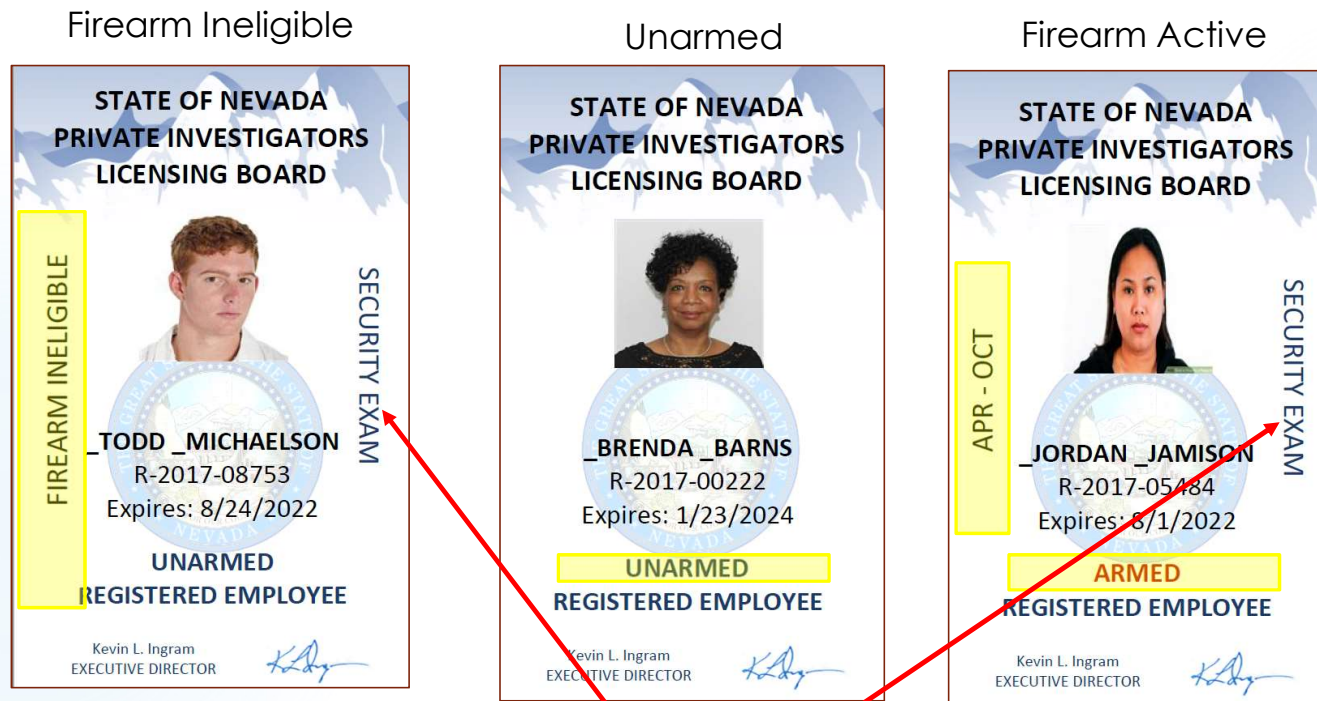 Firearm Ineligible
STATE OF NEVADA
PRIVATE INVESTIGATORS
LICENSING BOARD
FIREARM INELIGIBLE
SECURITY EXAM
_TODD _MICHAELSON
R-2017-08753
Expires: 8/24/2022
NEVADA
UNARMED
REGISTERED EMPLOYEE
Kevin L. Ingram
EXECUTIVE DIRECTOR
Unarmed
STATE OF NEVADA
PRIVATE INVESTIGATORS
LICENSING BOARD
_BRENDA _BARNS
R-2017-00222
Expires: 1/23/2024
NEVADA
UNARMED
REGISTERED EMPLOYEE
Kevin L. Ingram
EXECUTIVE DIRECTOR
Firearm Active
STATE OF NEVADA
PRIVATE INVESTIGATORS
LICENSING BOARD
APR - OCT
SECURITY EXAM
_JORDAN _JAMISON
R-2017-05484
Expires: 8/1/2022
NEVADA
ARMED
REGISTERED EMPLOYEE
Kevin L. Ingram
EXECUTIVE DIRECTOR